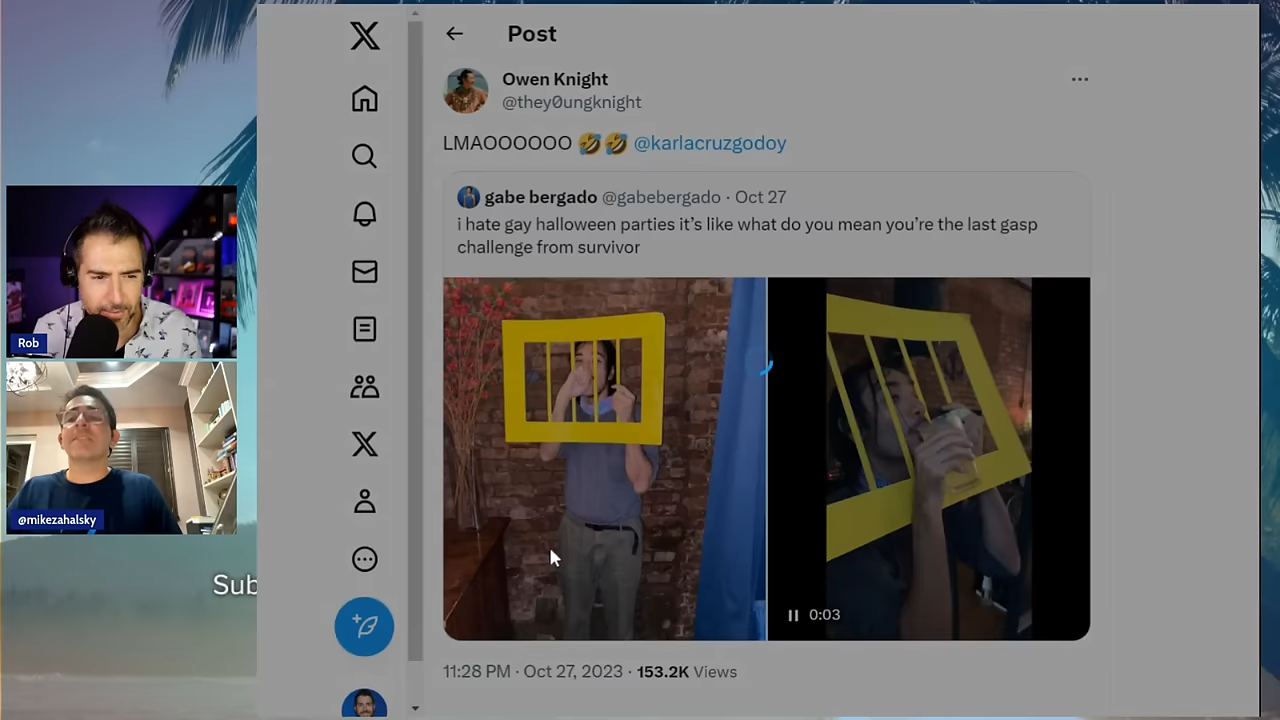 Post
Owen Knight
@they0ungknight
LMAOOOOOO 🤣🤣 @karlacruzgodoy
gabe bergado @gabebergado · Oct 27
i hate gay halloween parties it's like what do you mean you're the last gasp
challenge from survivor
0:03
11:28 PM · Oct 27, 2023 · 153.2K Views
Rob
@mikezahalsky
Sub